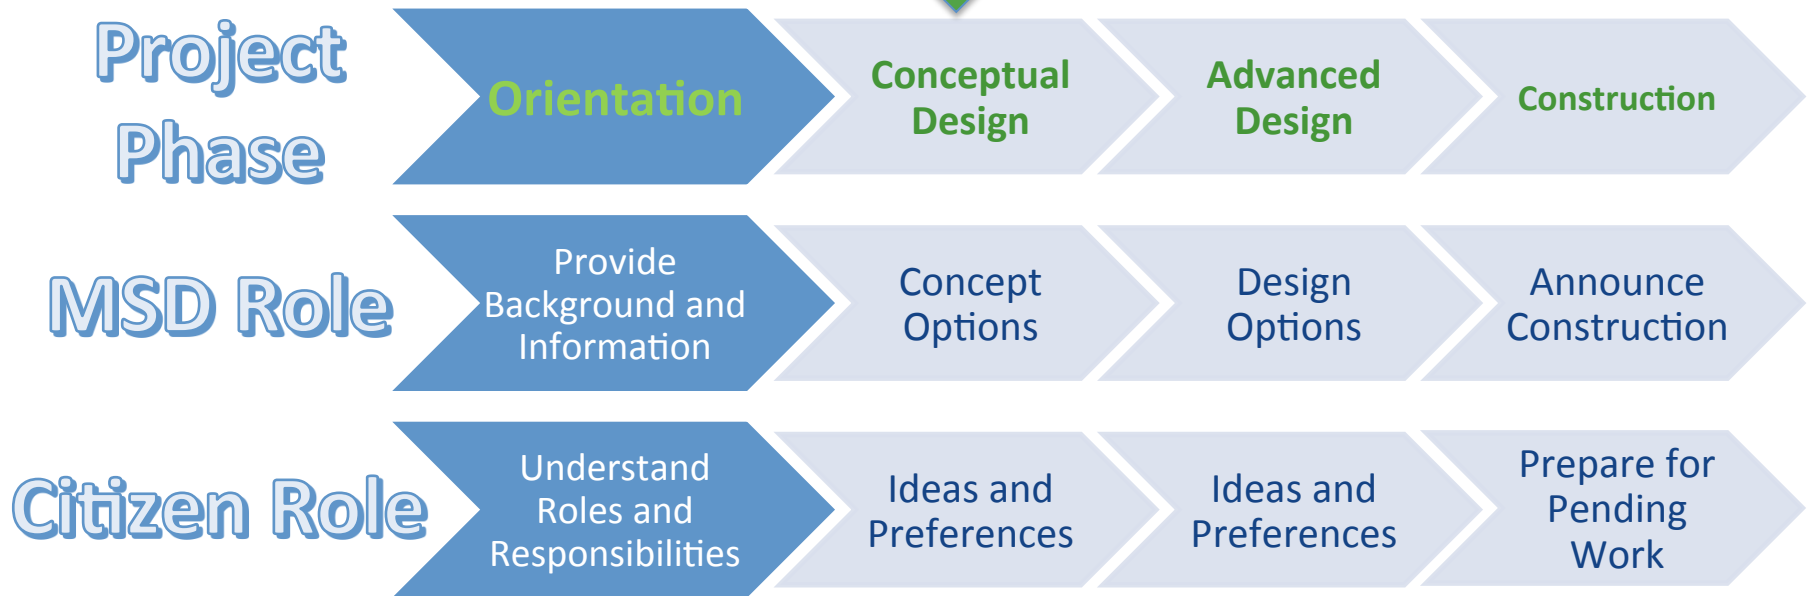 Project
Phase
Orientation
Conceptual
Design
Advanced
Design
Construction
MSD Role
Provide
Background and
Information
Concept
Options
Design
Options
Announce
Construction
Citizen Role
Understand
Roles and
Responsibilities
Ideas and
Preferences
Ideas and
Preferences
Prepare for
Pending
Work